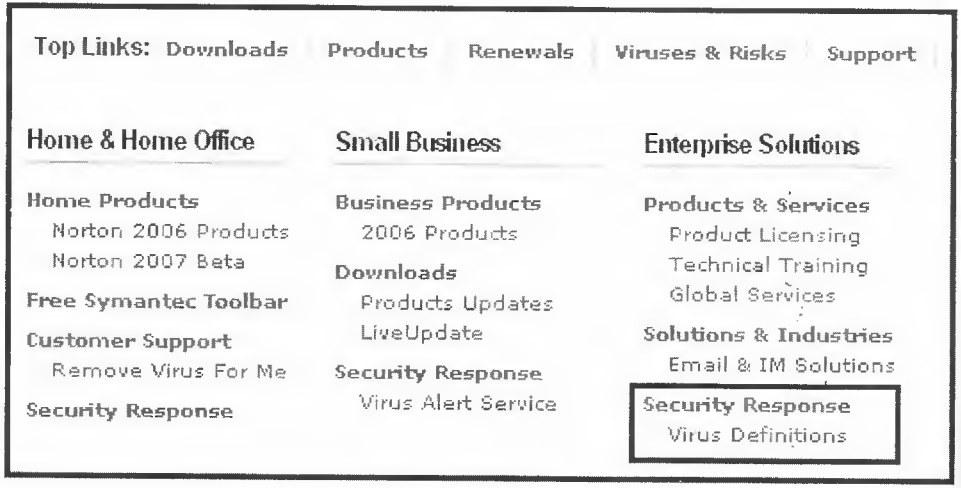 Top Links: Downloads Products Renewals Viruses & Risks Support
Home & Home Office
Home Products
Norton 2006 Products
Norton 2007 Beta
Free Symantec Toolbar
Customer Support
Remove Virus For Me
Security Response
Small Business
Business Products
2006 Products
Downloads
Products Updates
LiveUpdate
Security Response
Virus Alert Service
Enterprise Solutions
Products & Services
Product Licensing
Technical Training
Global Services
Solutions & Industries
Email & IM Solutions
Security Response
Virus Definitions